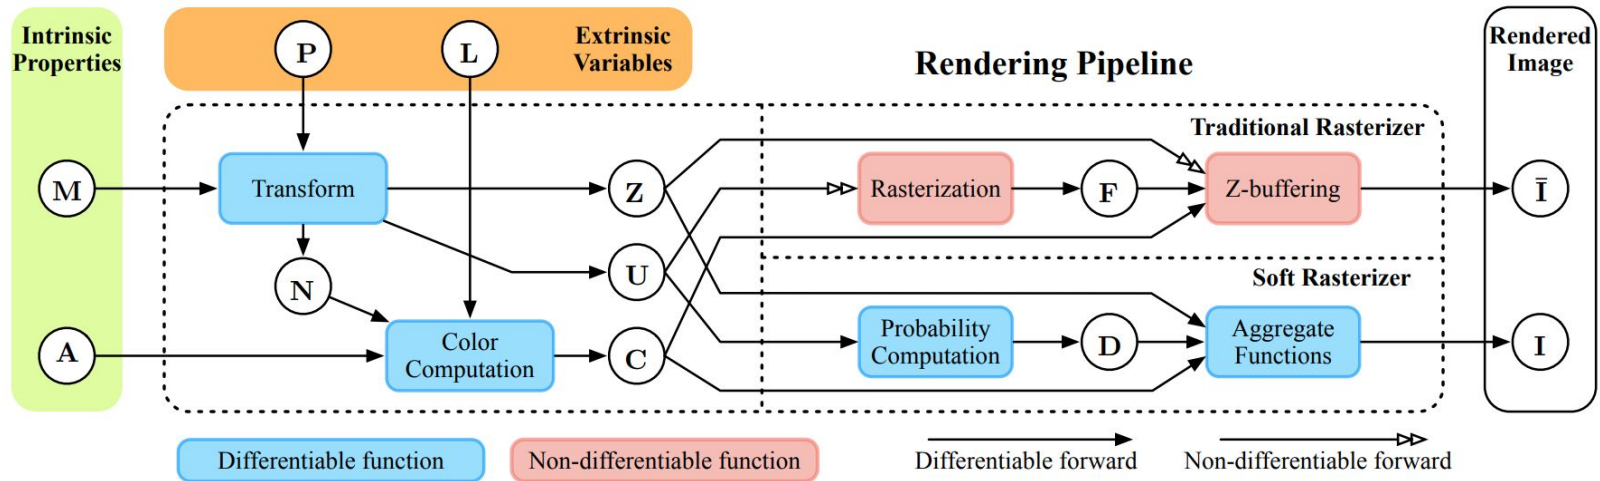 Intrinsic
Properties
P
L
Extrinsic
Variables
Rendering Pipeline
Rendered
Image
Traditional Rasterizer
M
Transform
Z
Rasterization
F
Z-buffering
Ī
N
U
Soft Rasterizer
A
Color
Computation
C
Probability
Computation
D
Aggregate
Functions
I
Differentiable function
Non-differentiable function
Differentiable forward
Non-differentiable forward